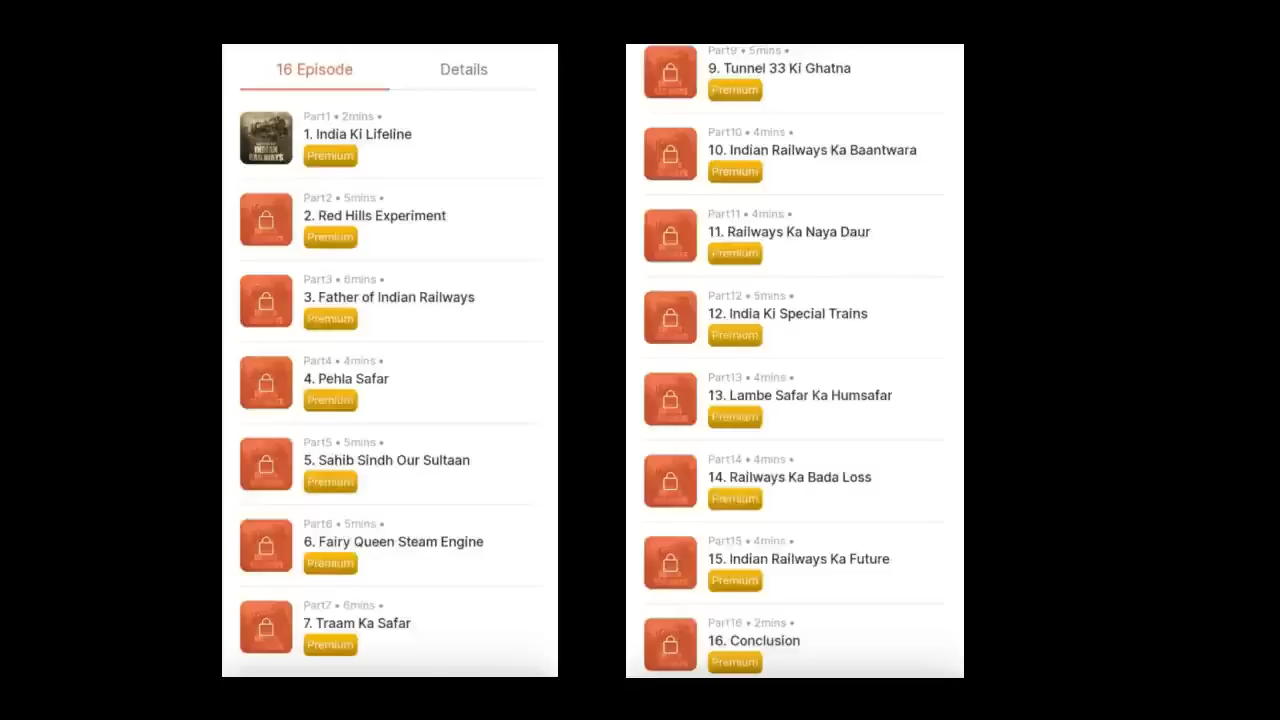 16 Episode
Details
Part1 • 2mins •
1. India Ki Lifeline
Premium
INDIAN
RAILWAYS
Part2 • 5mins •
2. Red Hills Experiment
Premium
Part3 • 6mins •
3. Father of Indian Railways
Premium
Part4 • 4mins •
4. Pehla Safar
Premium
Part5 • 5mins •
5. Sahib Sindh Our Sultaan
Premium
Part6 • 5mins •
6. Fairy Queen Steam Engine
Premium
Part7 • 6mins •
7. Traam Ka Safar
Premium
Part9 • 5mins •
9. Tunnel 33 Ki Ghatna
Premium
Part10 • 4mins •
10. Indian Railways Ka Baantwara
Premium
Part11 • 4mins •
11. Railways Ka Naya Daur
Premium
Part12 • 5mins •
12. India Ki Special Trains
Premium
Part13 • 4mins •
13. Lambe Safar Ka Humsafar
Premium
Part14 • 4mins •
14. Railways Ka Bada Loss
Premium
Part15 • 4mins •
15. Indian Railways Ka Future
Premium
Part16 • 2mins •
16. Conclusion
Premium